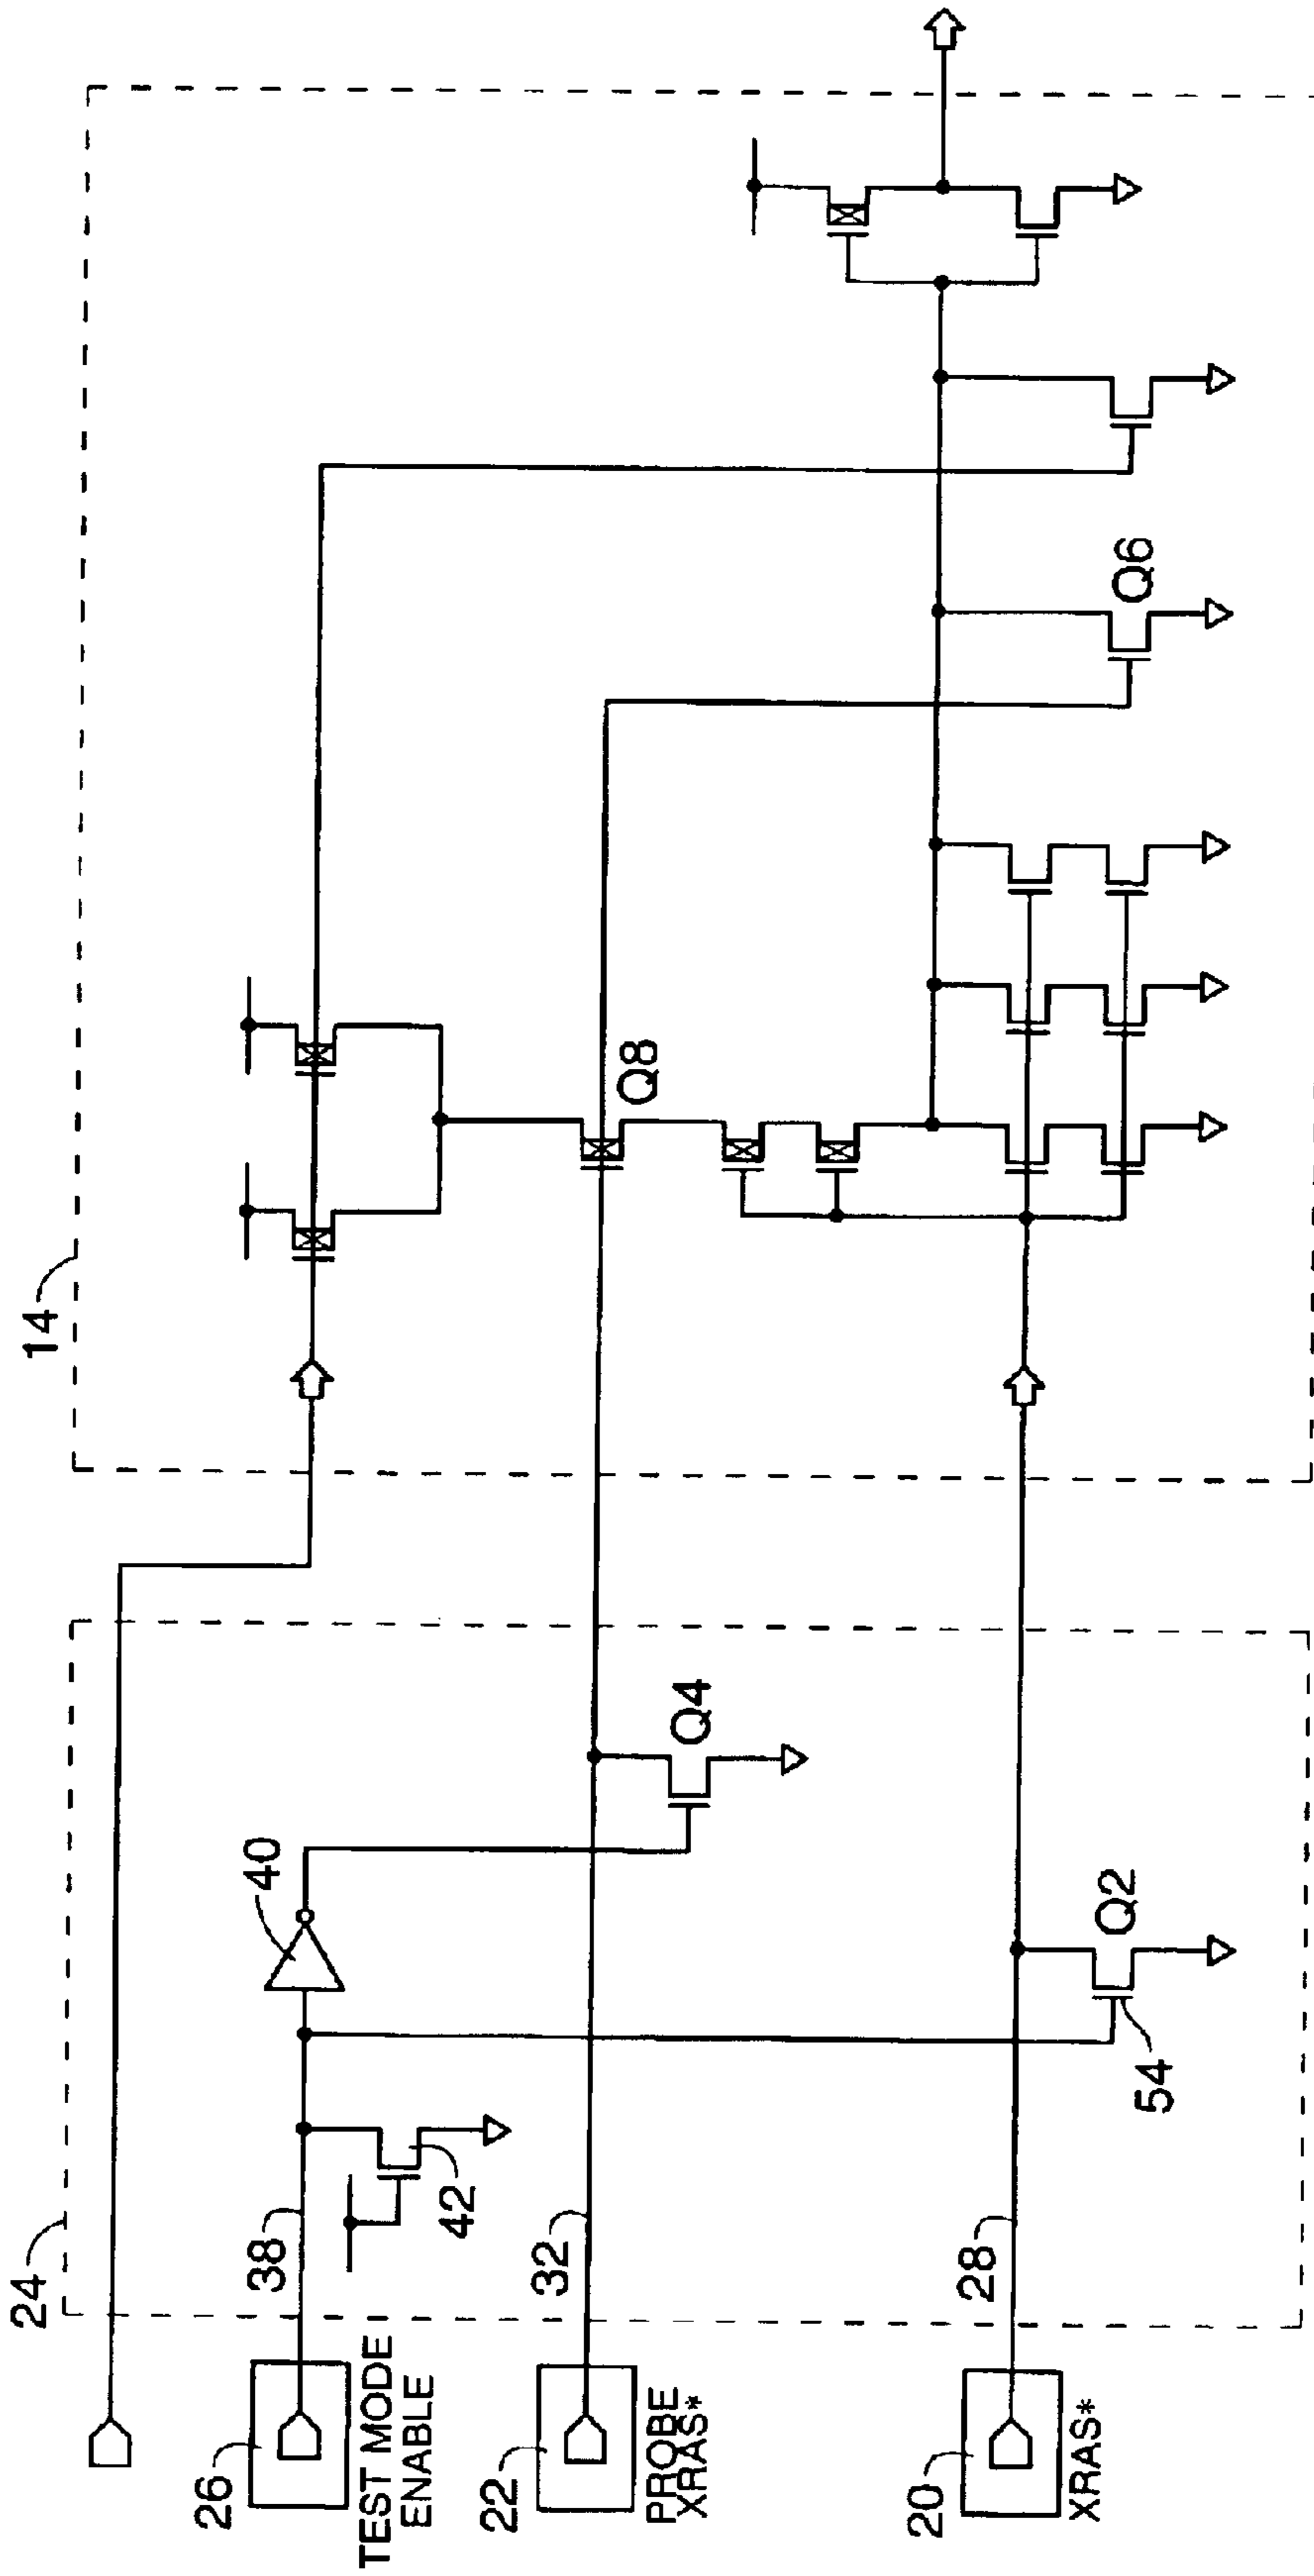 24
14
26
TEST MODE
ENABLE
38
42
40
22
PROBE
XRAS*
32
Q4
Q8
Q6
20
XRAS*
28
54
Q2